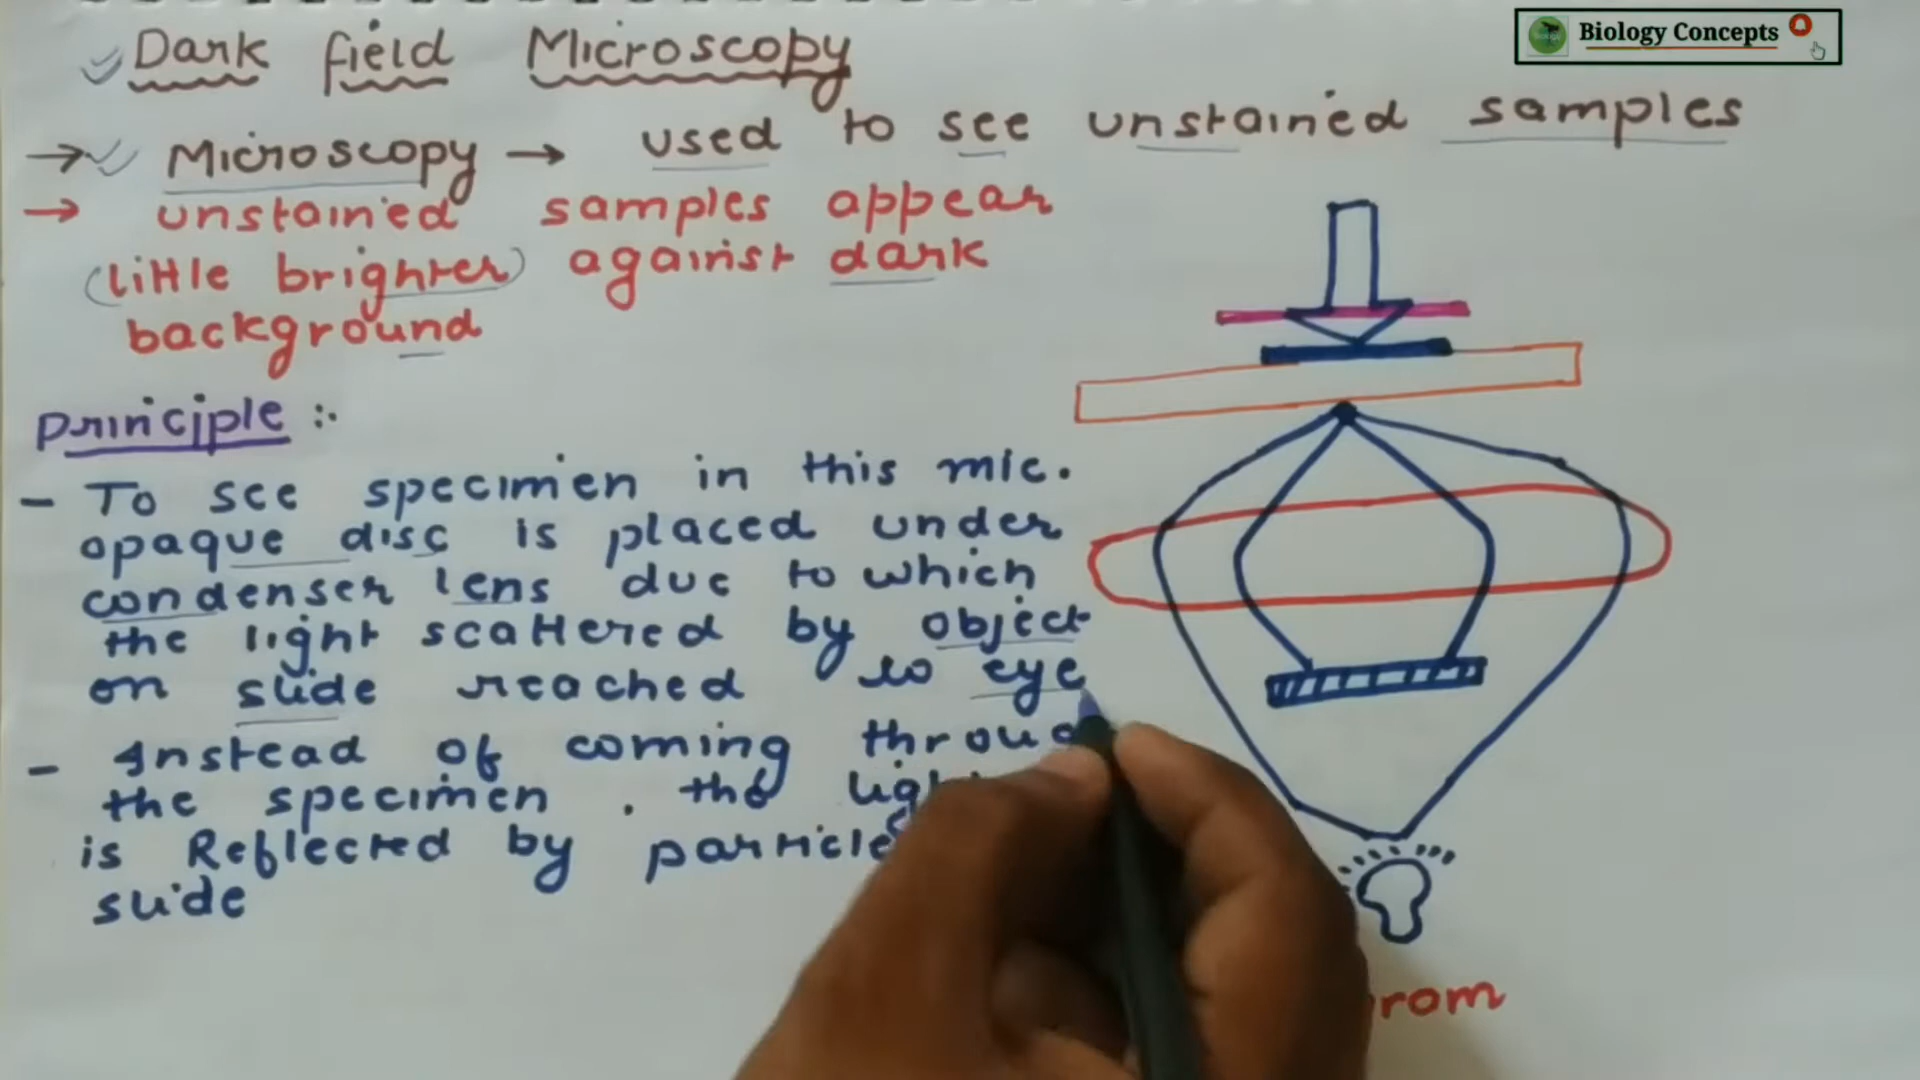 Dark field Microscopy
Biology Concepts
→ Microscopy → used to see unstained samples
→ unstained samples appear
(little brighter) against dark
background
Principle :-
- To see specimen in this mic.
opaque disc is placed under
condenser lens due to which
the light scattered by object
on slide reached to eye
- Instead of coming throu
the specimen . the lig
is Reflected by particle
slide
rom